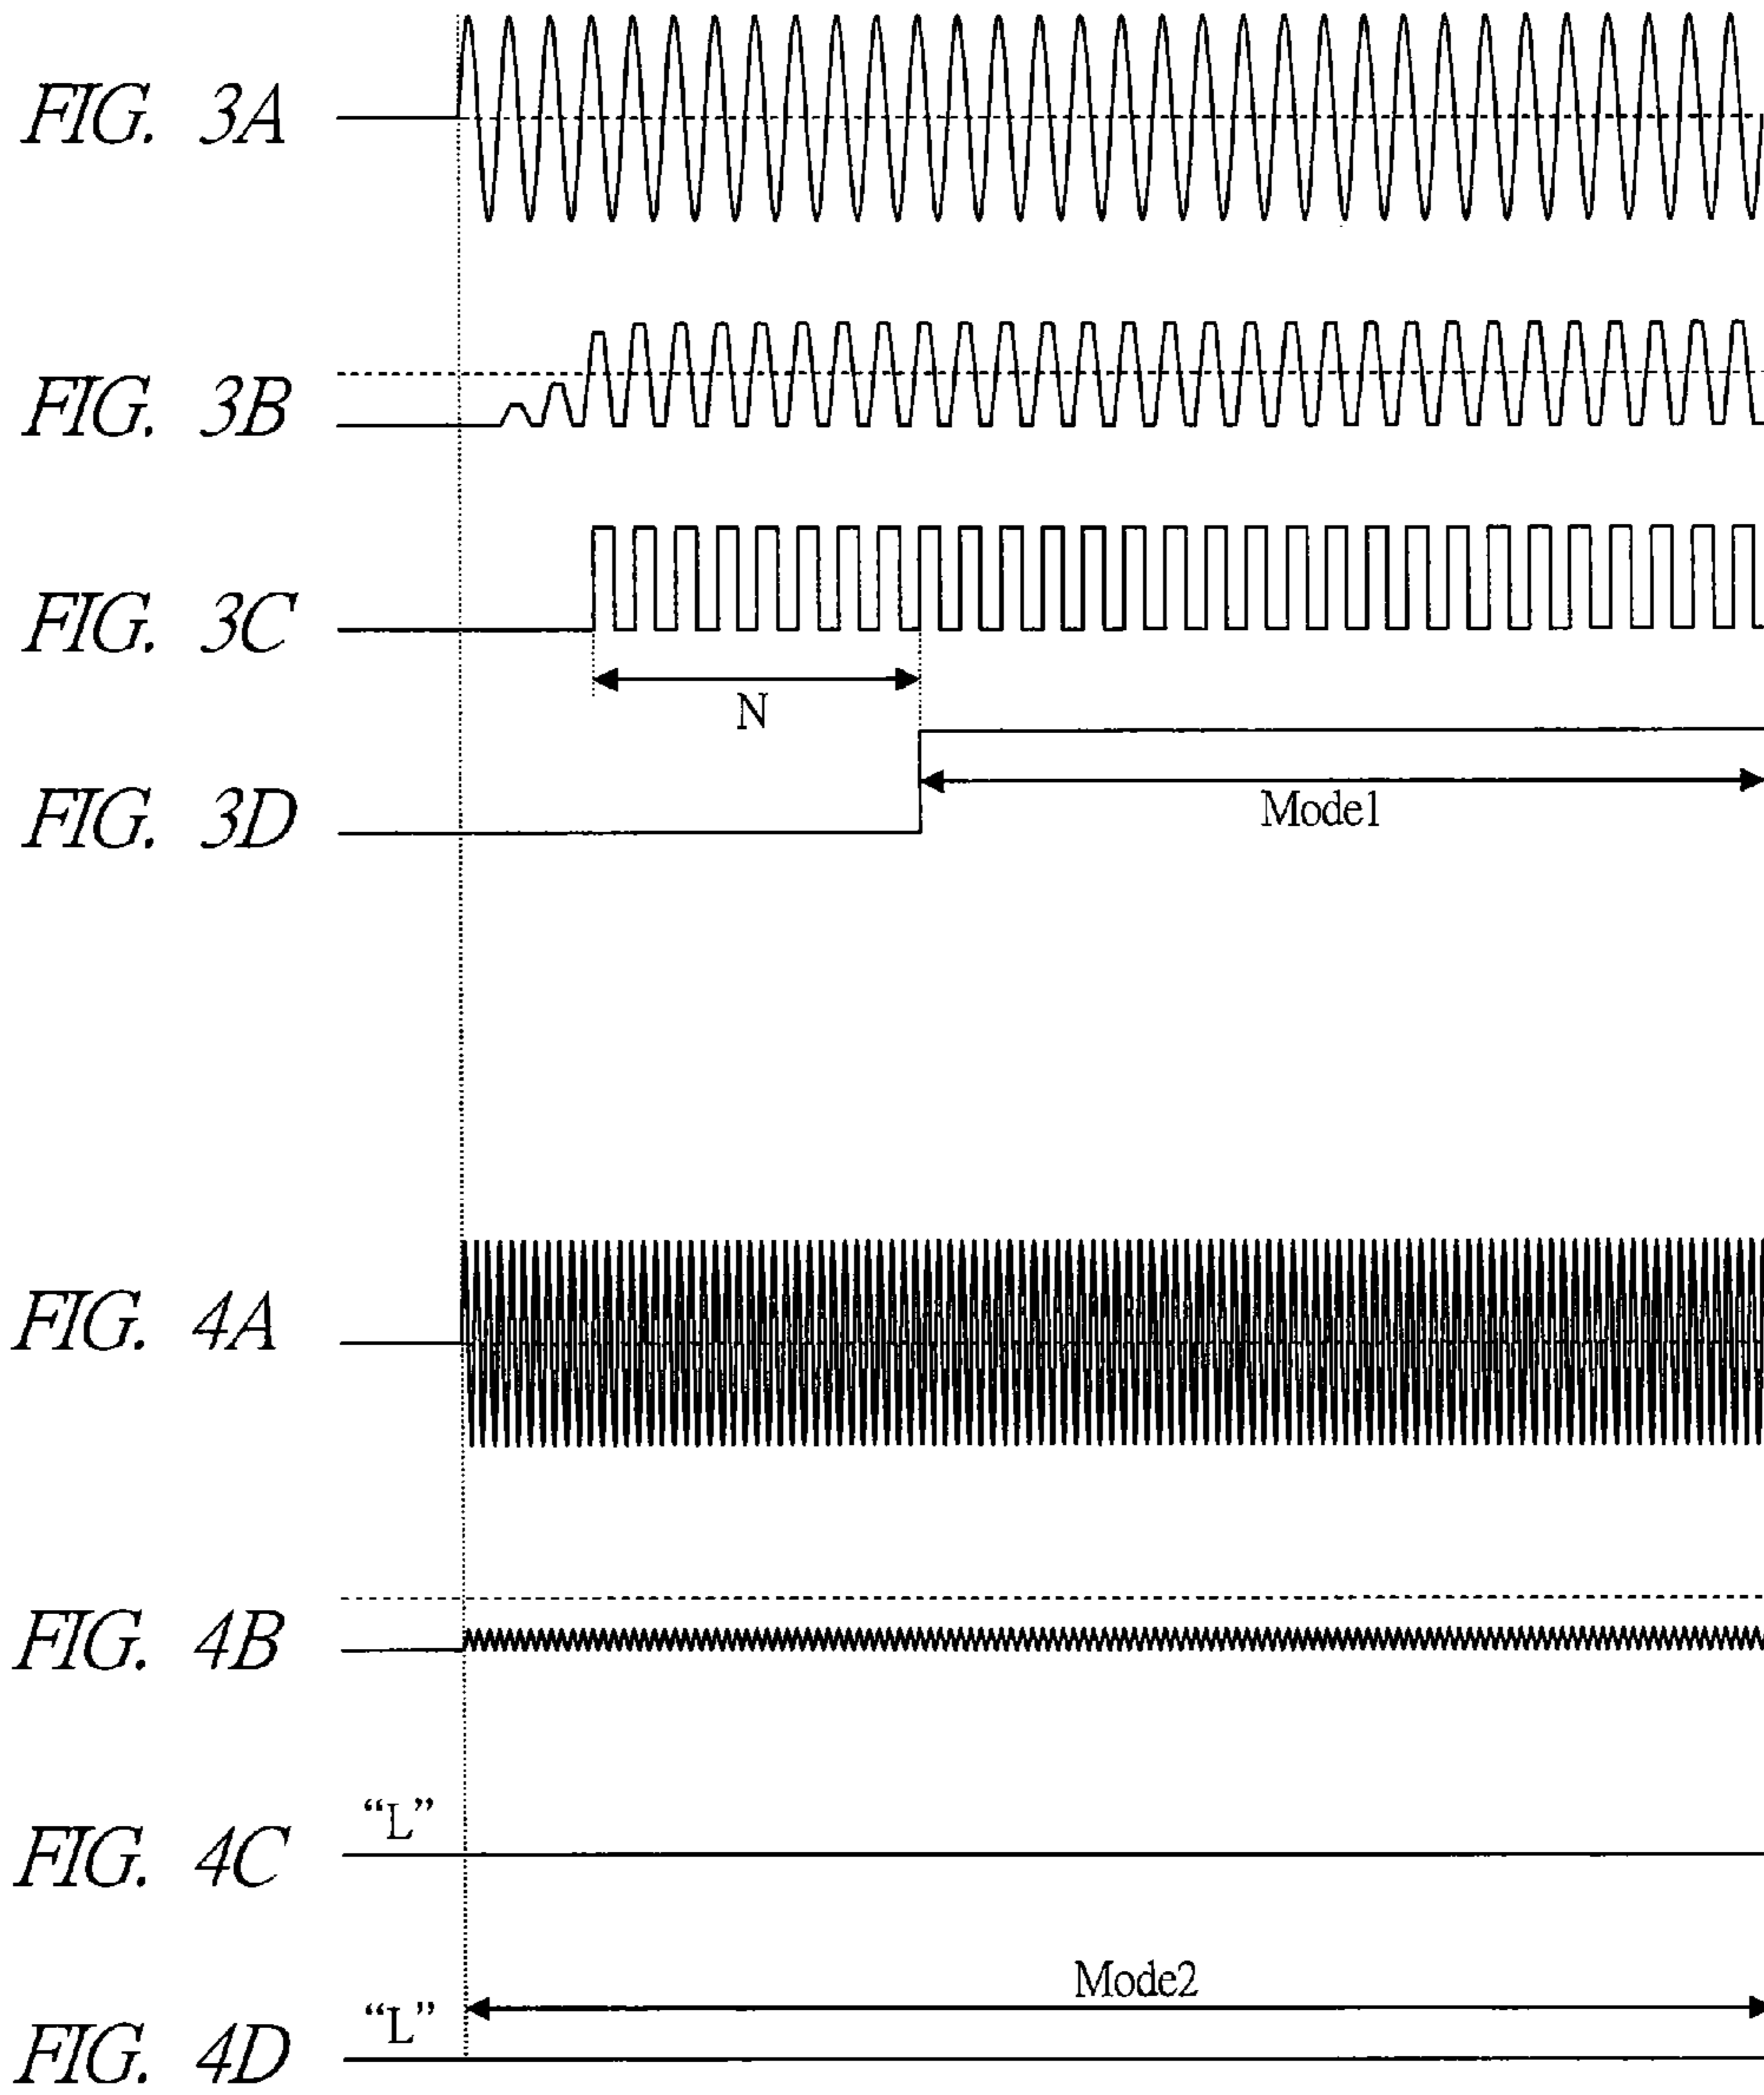 FIG. 3A
FIG. 3B
FIG. 3C
N
FIG. 3D
Mode1
FIG. 4A
FIG. 4B
“L”
FIG. 4C
Mode2
“L”
FIG. 4D